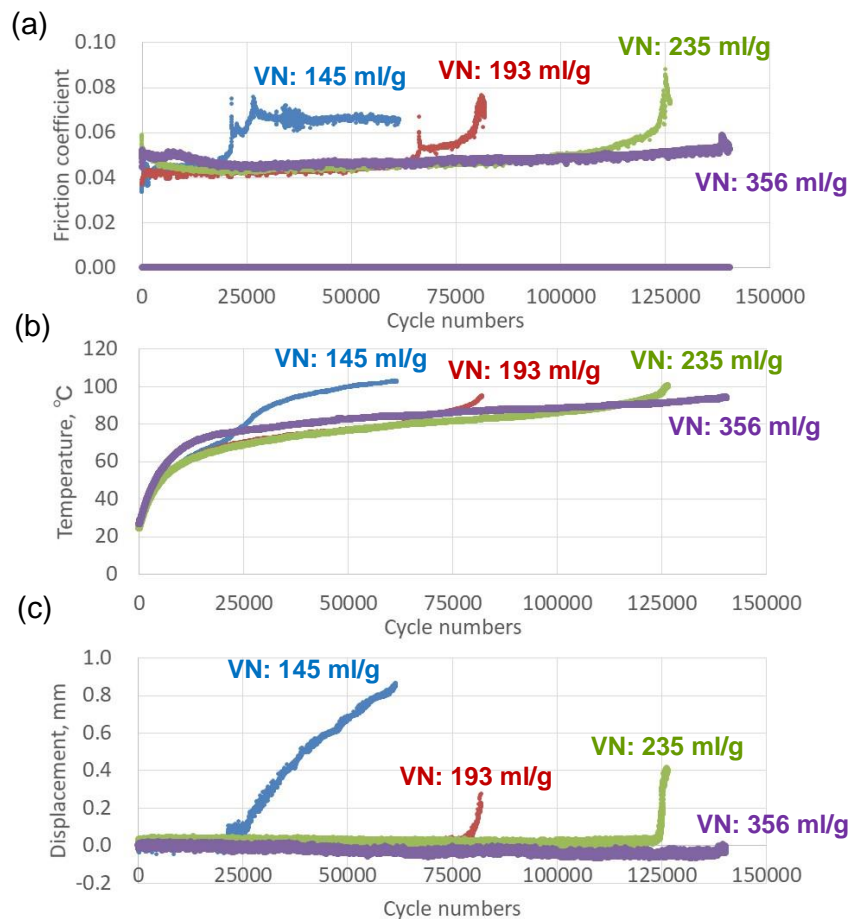 (a)
0.10
0.08
0.06
0.04
0.02
0.00
Friction coefficient
VN: 145 ml/g
VN: 193 ml/g
VN: 235 ml/g
VN: 356 ml/g
0 25000 50000 75000 100000 125000 150000
Cycle numbers
(b)
120
100
80
60
40
20
0
Temperature, °C
VN: 145 ml/g
VN: 193 ml/g
VN: 235 ml/g
VN: 356 ml/g
0 25000 50000 75000 100000 125000 150000
Cycle numbers
(c)
1.0
0.8
0.6
0.4
0.2
0.0
-0.2
Displacement, mm
VN: 145 ml/g
VN: 193 ml/g
VN: 235 ml/g
VN: 356 ml/g
0 25000 50000 75000 100000 125000 150000
Cycle numbers